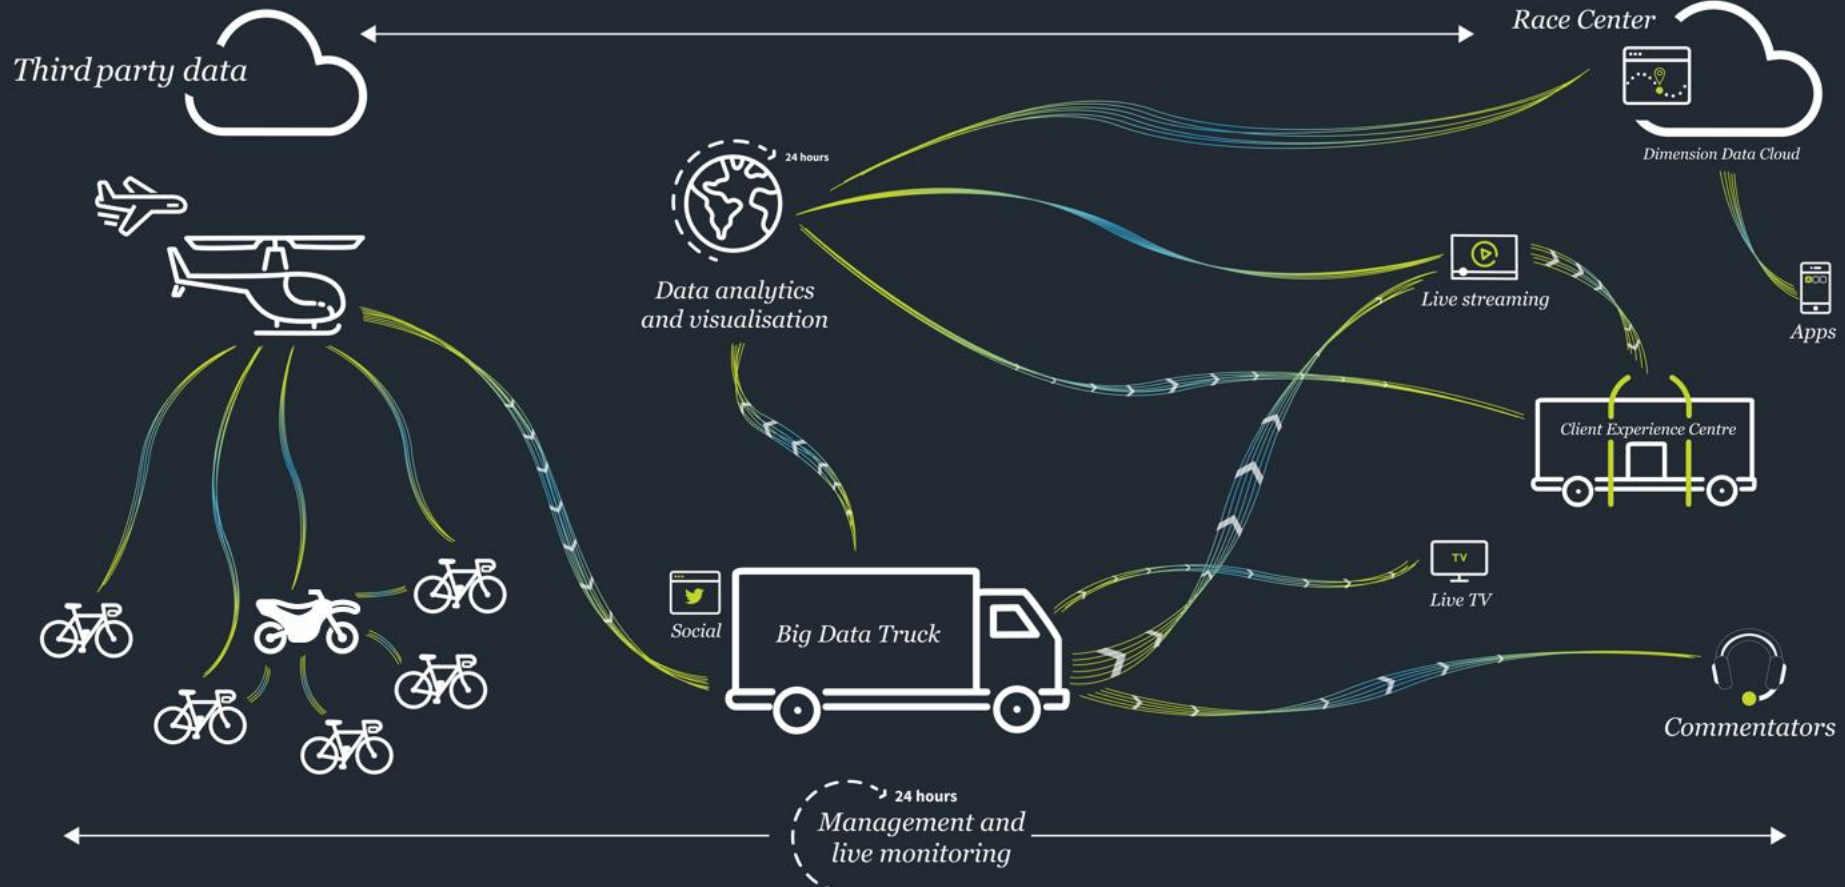 Third party data
Race Center
Dimension Data Cloud
24 hours
Data analytics
and visualisation
Live streaming
Apps
Client Experience Centre
TV
Live TV
Social
Big Data Truck
Commentators
24 hours
Management and
live monitoring